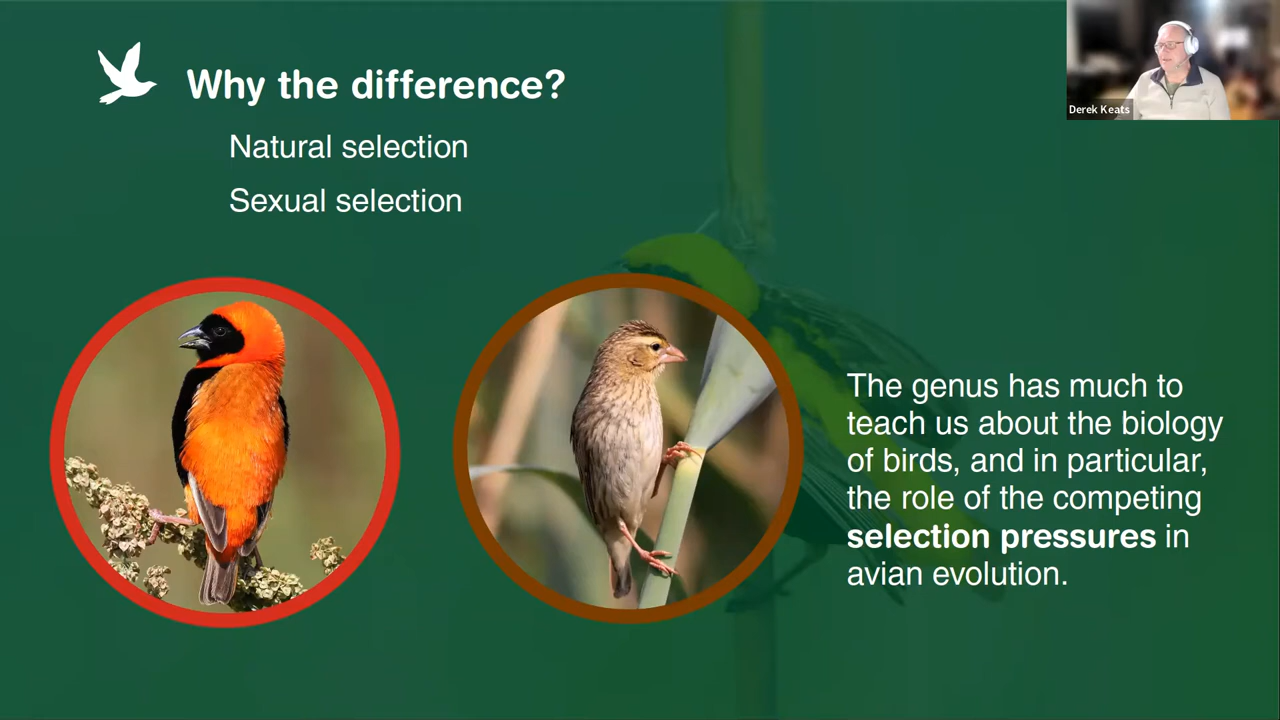 Why the difference?
Natural selection
Sexual selection
The genus has much to
teach us about the biology
of birds, and in particular,
the role of the competing
selection pressures in
avian evolution.
Derek Keats